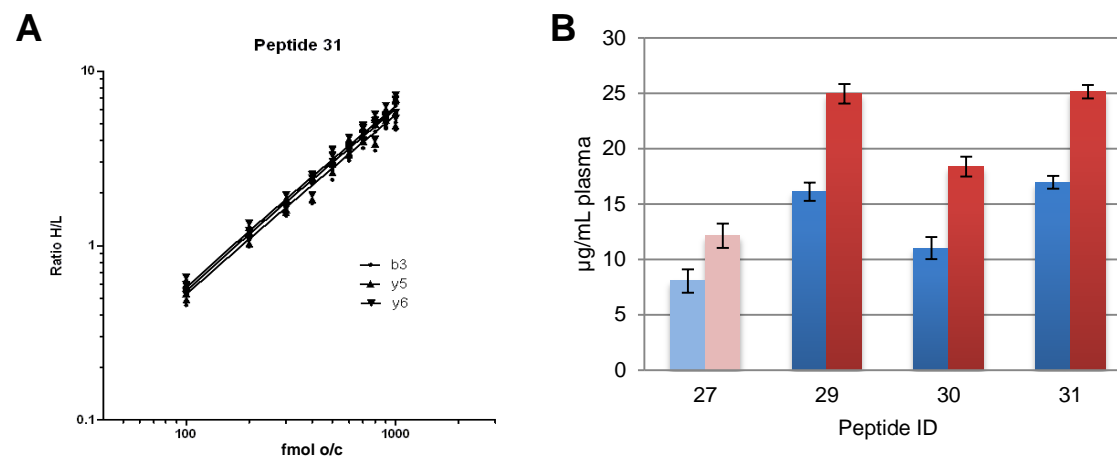 A
Peptide 31
10
1
0.1
Ratio H/L
100
1000
fmol o/c
b3
y5
y6
B
30
25
20
15
10
5
0
µg/mL plasma
27
29
30
31
Peptide ID